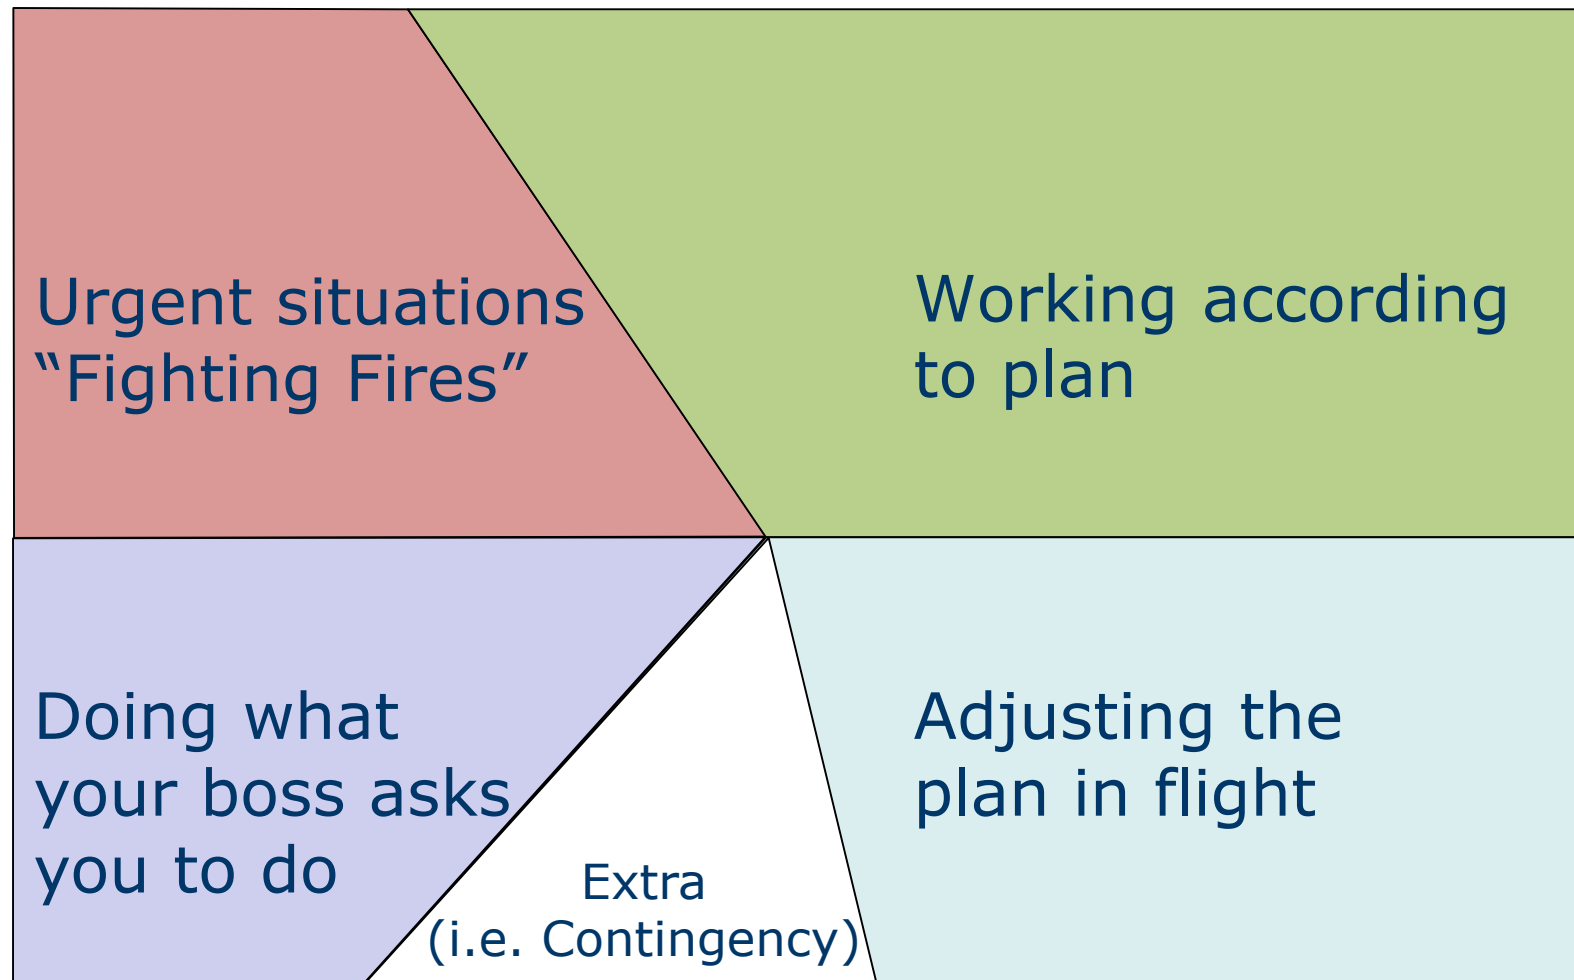 Urgent situations
“Fighting Fires”
Working according
to plan
Doing what
your boss asks
you to do
Extra
(i.e. Contingency)
Adjusting the
plan in flight